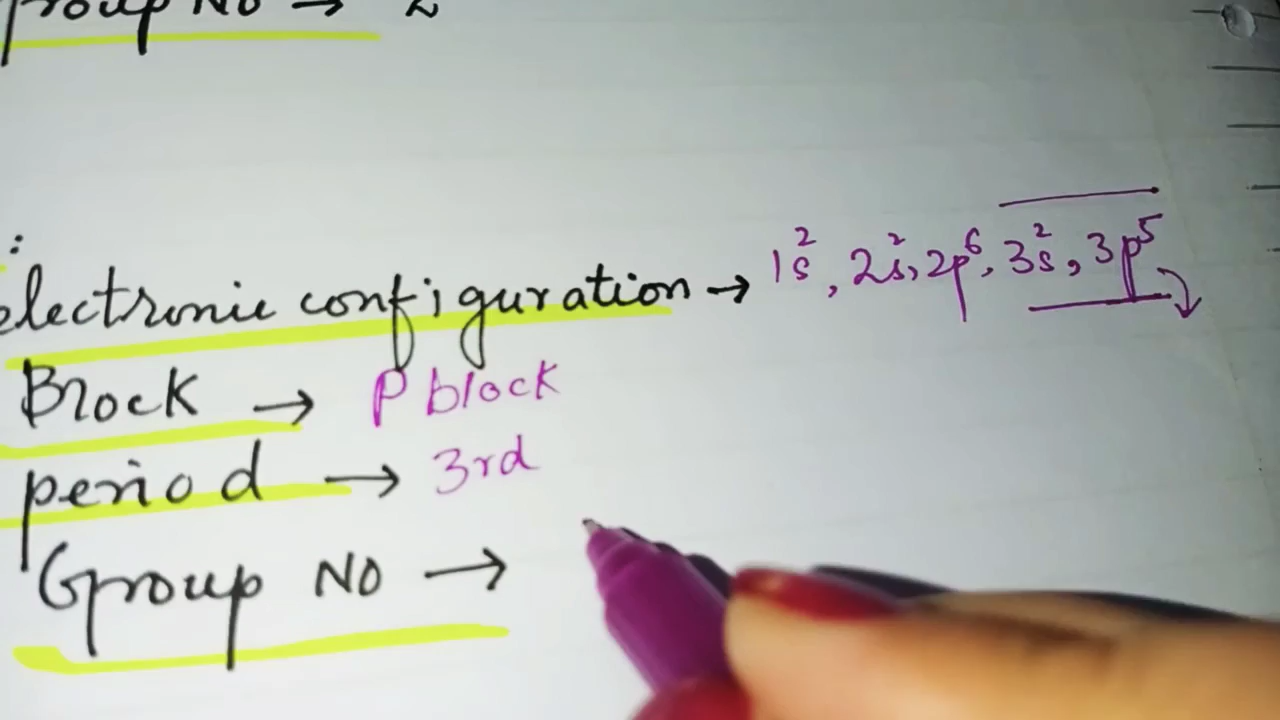 Group No → 2
:
electronic configuration → 1s², 2s², 2p⁶, 3s², 3p⁵
Block → P block
period → 3rd
Group No →